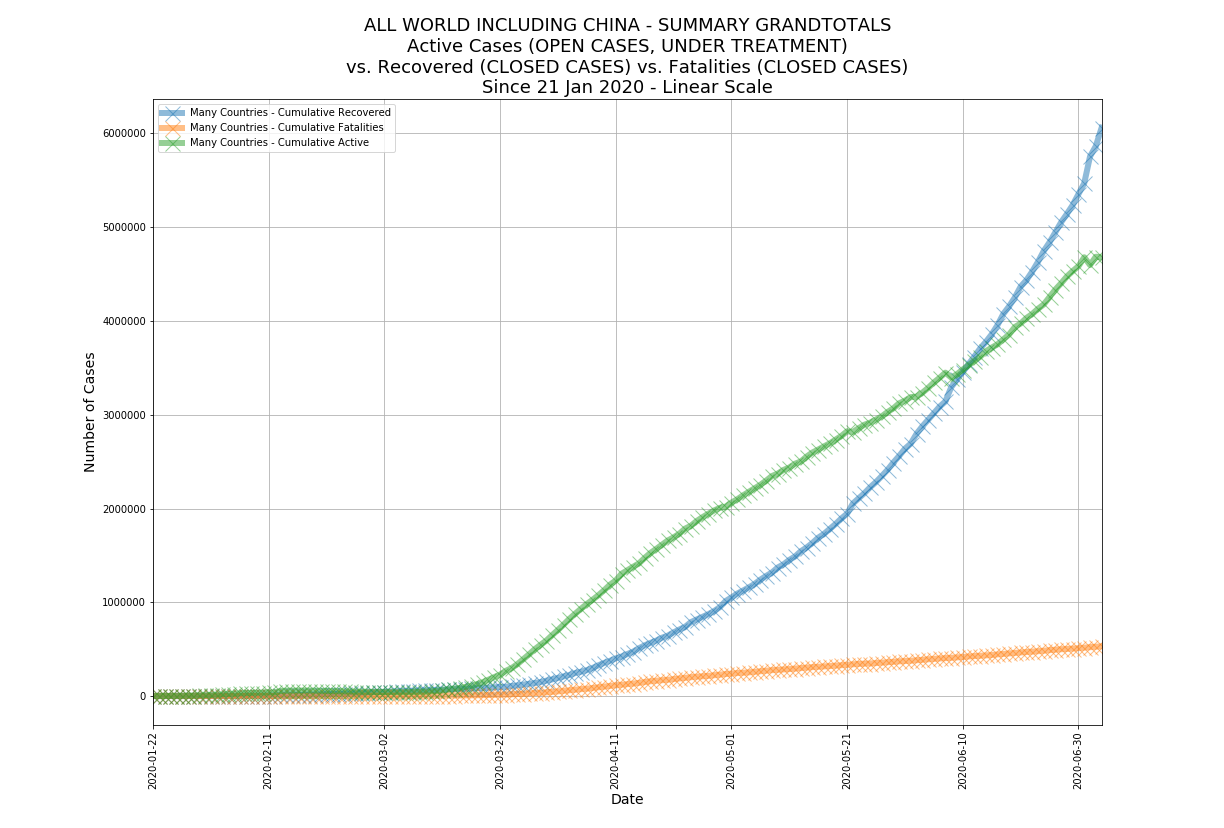 ALL WORLD INCLUDING CHINA - SUMMARY GRANDTOTALS
Active Cases (OPEN CASES, UNDER TREATMENT)
vs. Recovered (CLOSED CASES) vs. Fatalities (CLOSED CASES)
Since 21 Jan 2020 - Linear Scale
Many Countries - Cumulative Recovered
Many Countries - Cumulative Fatalities
Many Countries - Cumulative Active
6000000
5000000
4000000
3000000
2000000
1000000
0
Number of Cases
2020-01-22
2020-02-11
2020-03-02
2020-03-22
2020-04-11
2020-05-01
2020-05-21
2020-06-10
2020-06-30
Date